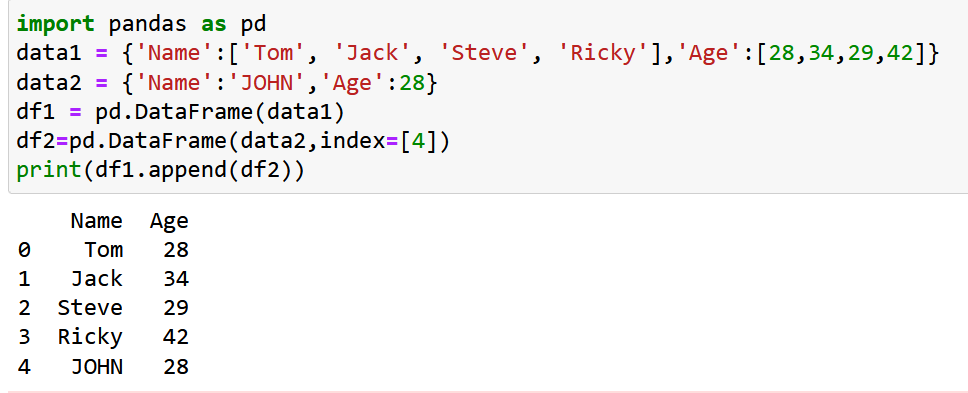 import pandas as pd
data1 = {'Name':['Tom', 'Jack', 'Steve', 'Ricky'],'Age':[28,34,29,42]}
data2 = {'Name':'JOHN','Age':28}
df1 = pd.DataFrame(data1)
df2=pd.DataFrame(data2,index=[4])
print(df1.append(df2))
Name Age
0 Tom 28
1 Jack 34
2 Steve 29
3 Ricky 42
4 JOHN 28